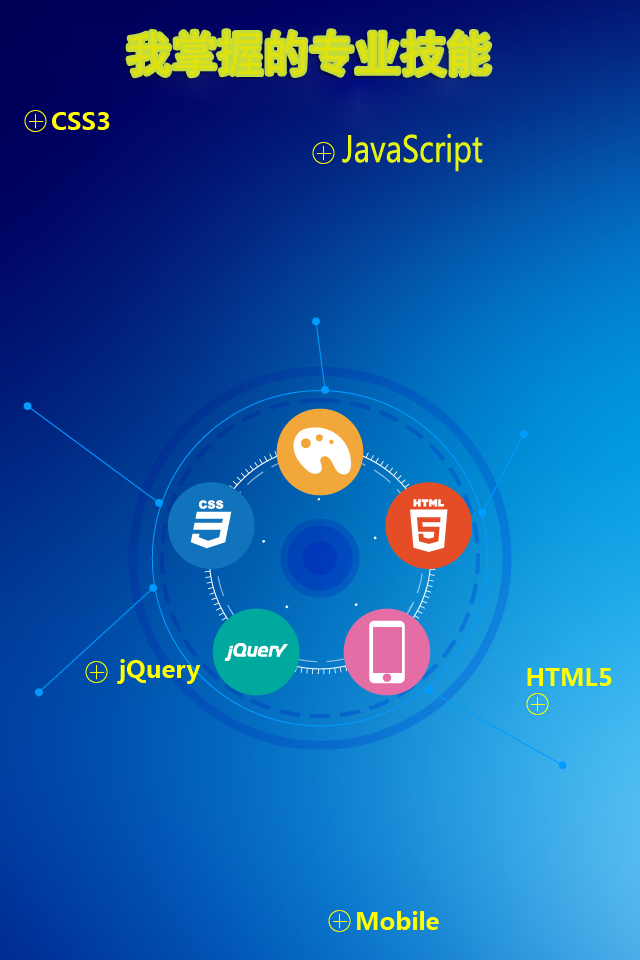 我掌握的专业技能
CSS3
JavaScript
CSS
HTML
5
jQuery
jQuery
HTML5
Mobile